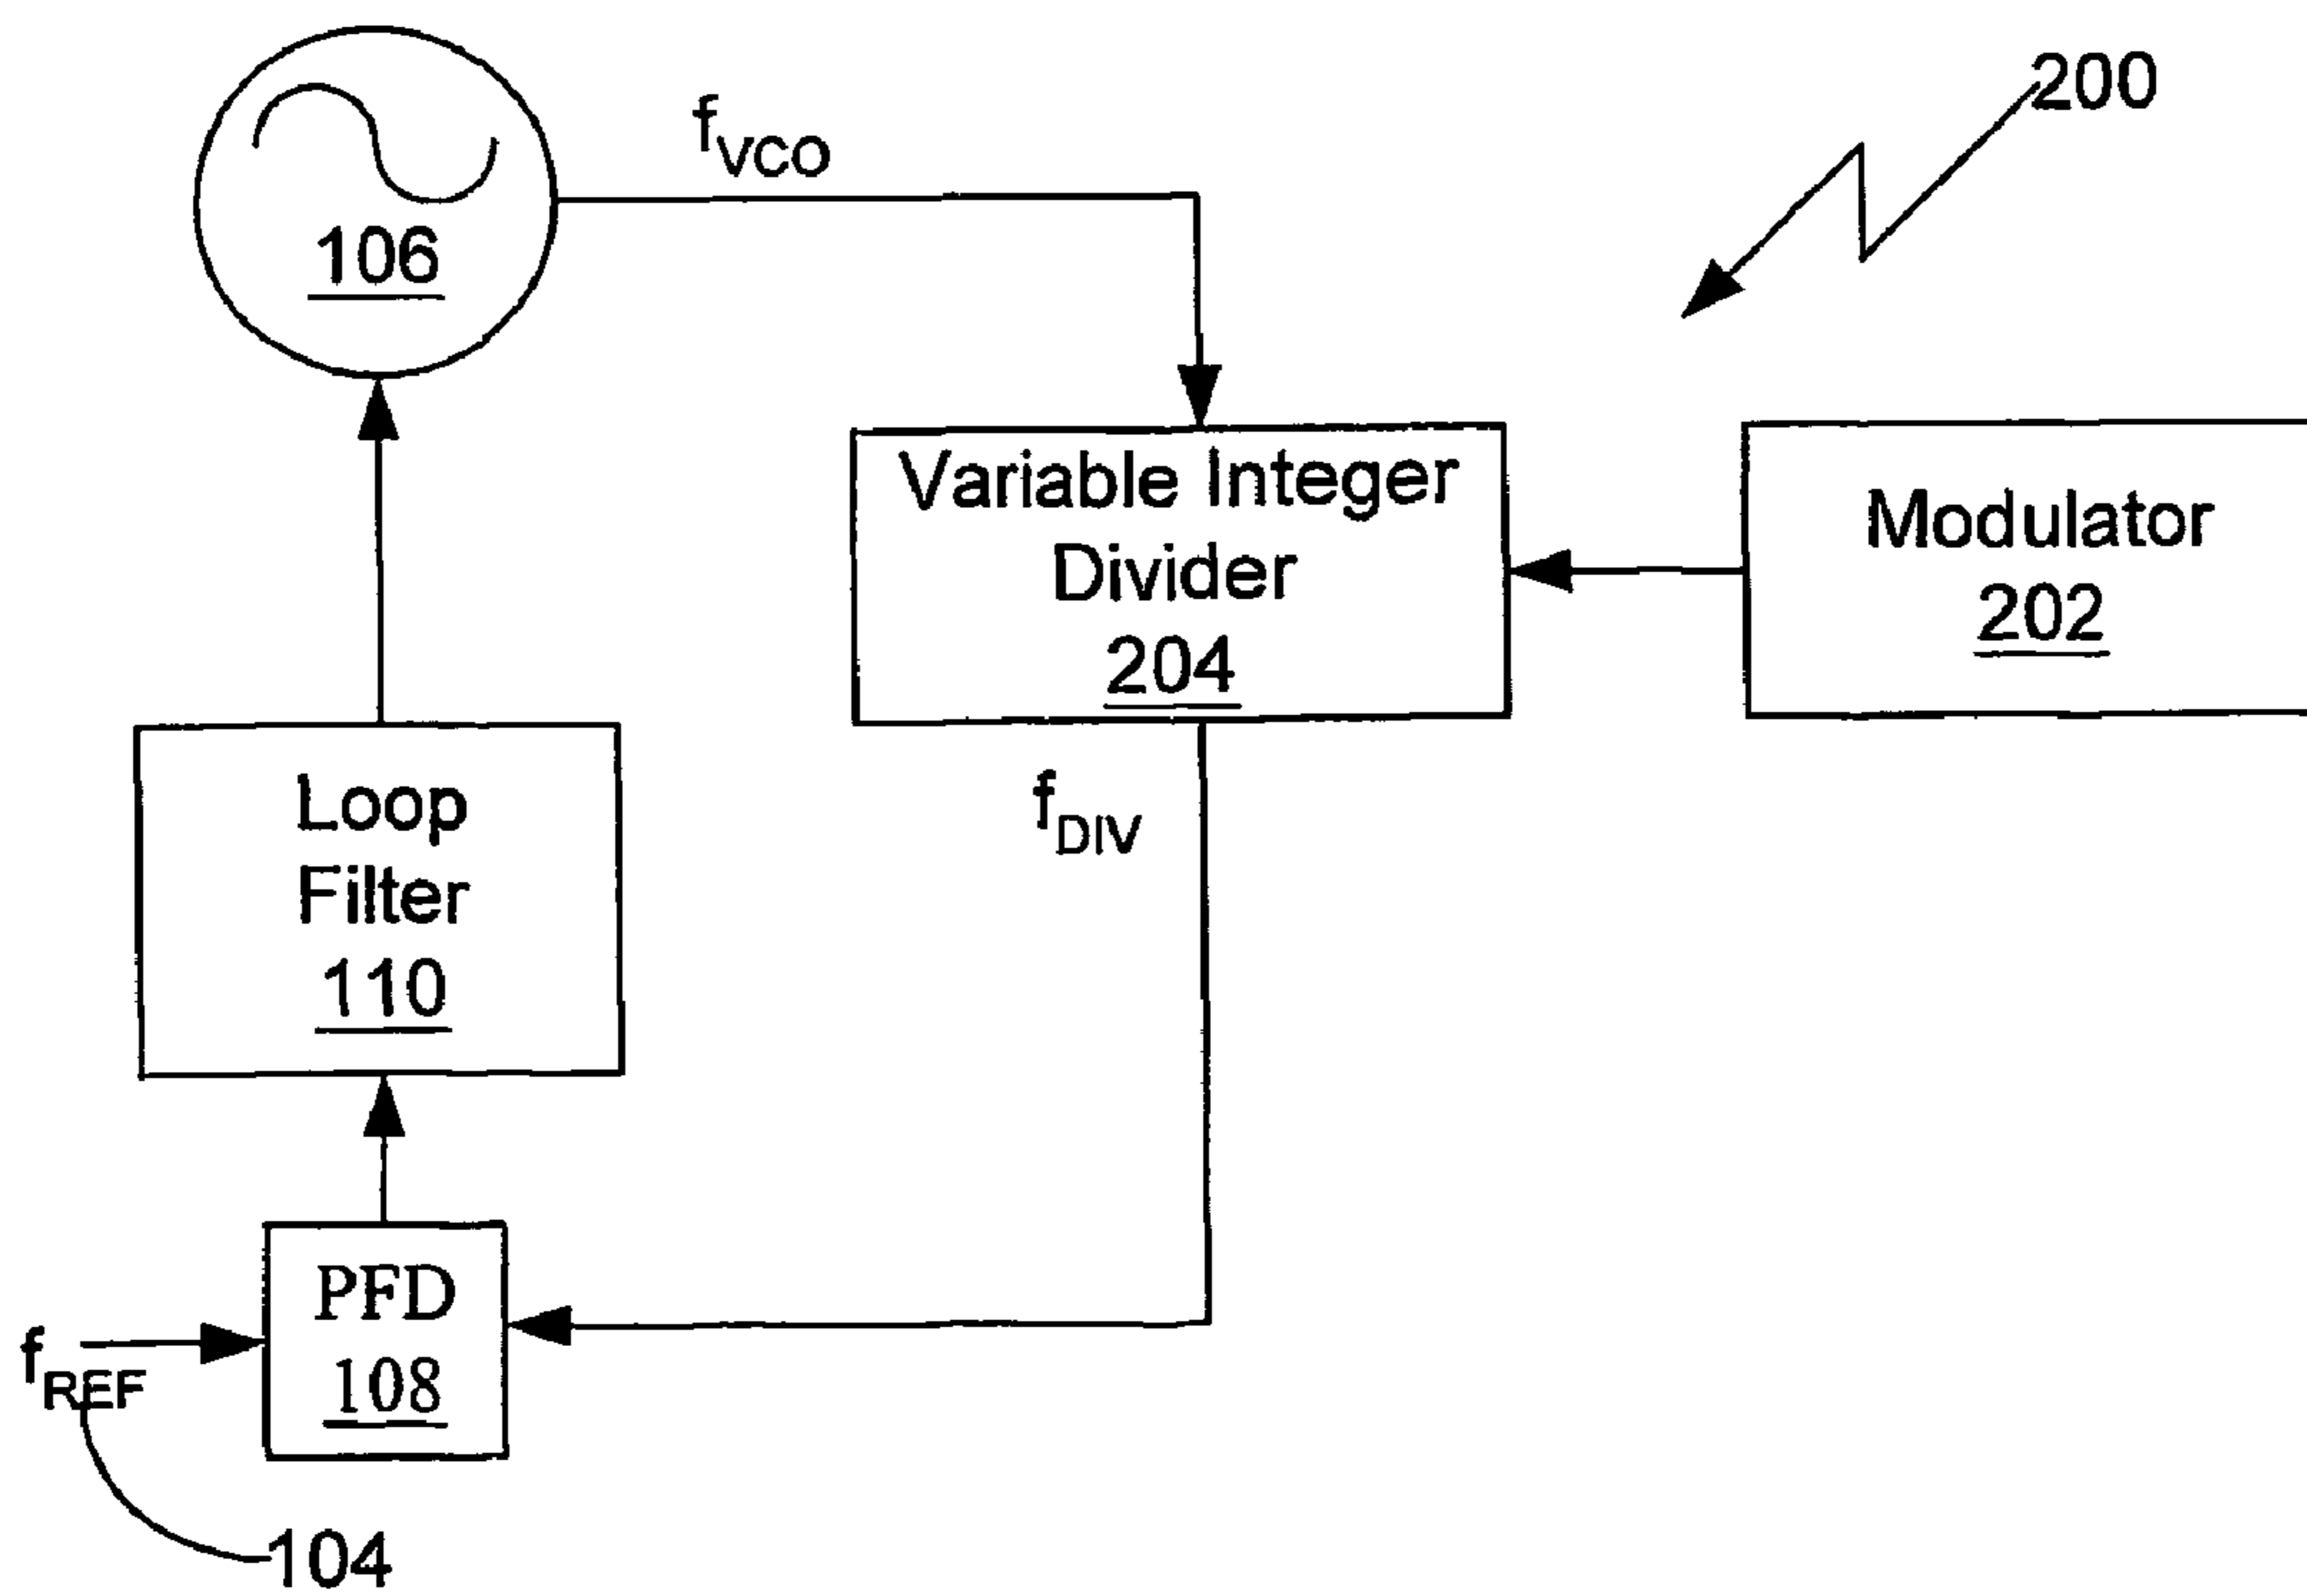 200
f_VCO
106
Variable Integer
Divider
204
Modulator
202
Loop
Filter
110
f_DIV
PFD
108
f_REF
104